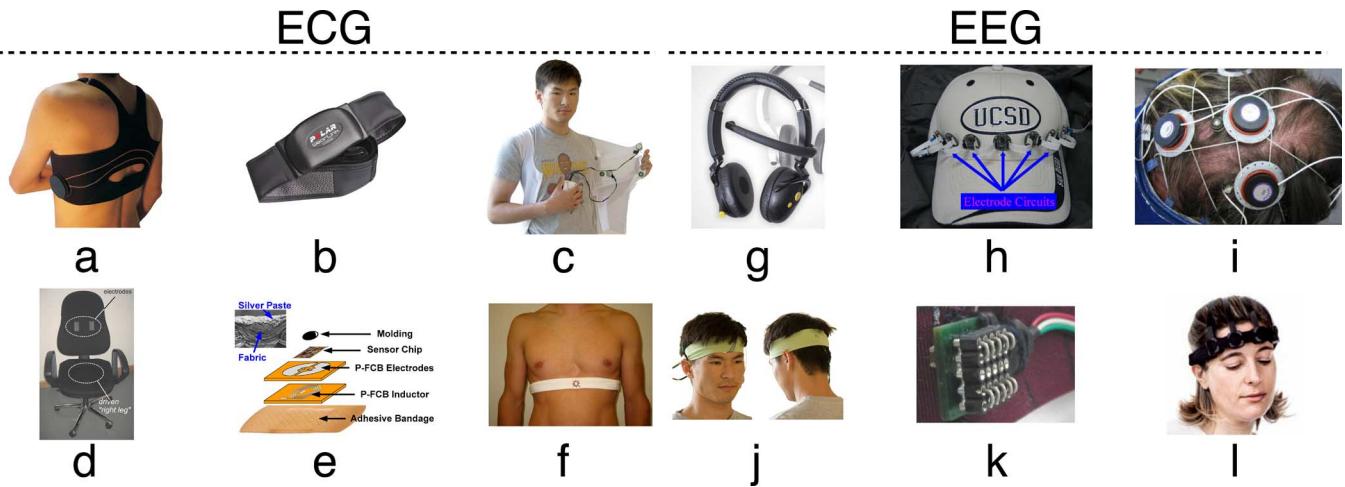 ECG
EEG
POLAR
UCSD
Electrode Circuits
a
b
c
g
h
i
electrodes
driven
"right leg"
Silver Paste
Fabric
Molding
Sensor Chip
P-FCB Electrodes
P-FCB Inductor
Adhesive Bandage
d
e
f
j
k
l